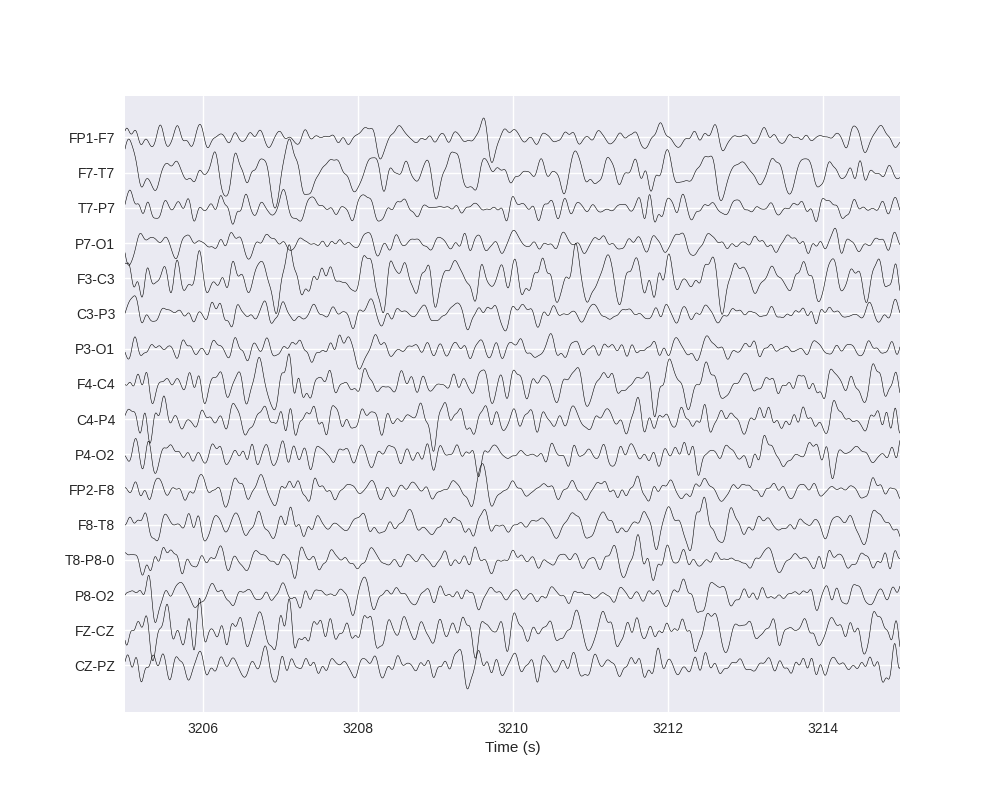 FP1-F7
F7-T7
T7-P7
P7-O1
F3-C3
C3-P3
P3-O1
F4-C4
C4-P4
P4-O2
FP2-F8
F8-T8
T8-P8-0
P8-O2
FZ-CZ
CZ-PZ
3206 3208 3210 3212 3214
Time (s)